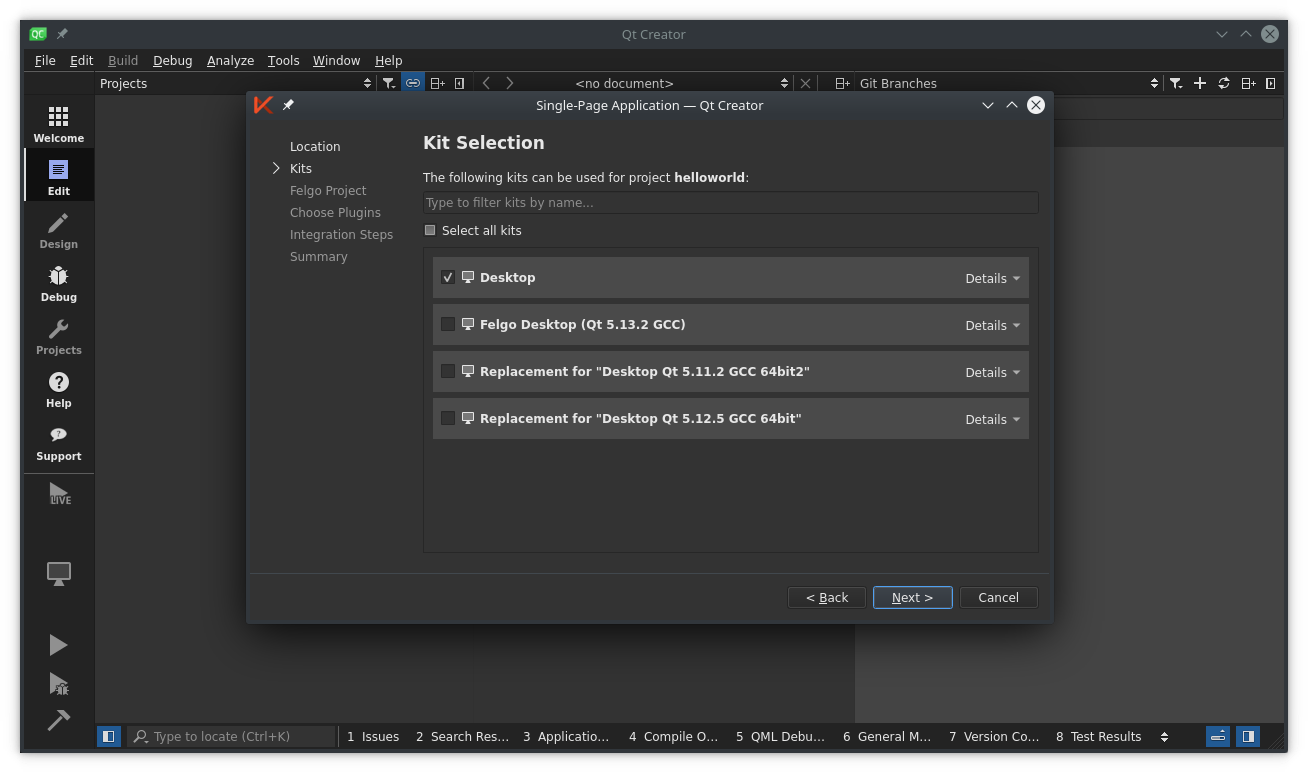 QC
Qt Creator
File Edit Build Debug Analyze Tools Window Help
Projects
<no document>
Git Branches
Welcome
Edit
Design
Debug
Projects
Help
Support
LIVE
Single-Page Application — Qt Creator
Location
Kits
Felgo Project
Choose Plugins
Integration Steps
Summary
Kit Selection
The following kits can be used for project helloworld:
Type to filter kits by name...
Select all kits
Desktop Details
Felgo Desktop (Qt 5.13.2 GCC) Details
Replacement for "Desktop Qt 5.11.2 GCC 64bit2" Details
Replacement for "Desktop Qt 5.12.5 GCC 64bit" Details
< Back Next > Cancel
Type to locate (Ctrl+K) 1 Issues 2 Search Res... 3 Applicatio... 4 Compile O... 5 QML Debu... 6 General M... 7 Version Co... 8 Test Results